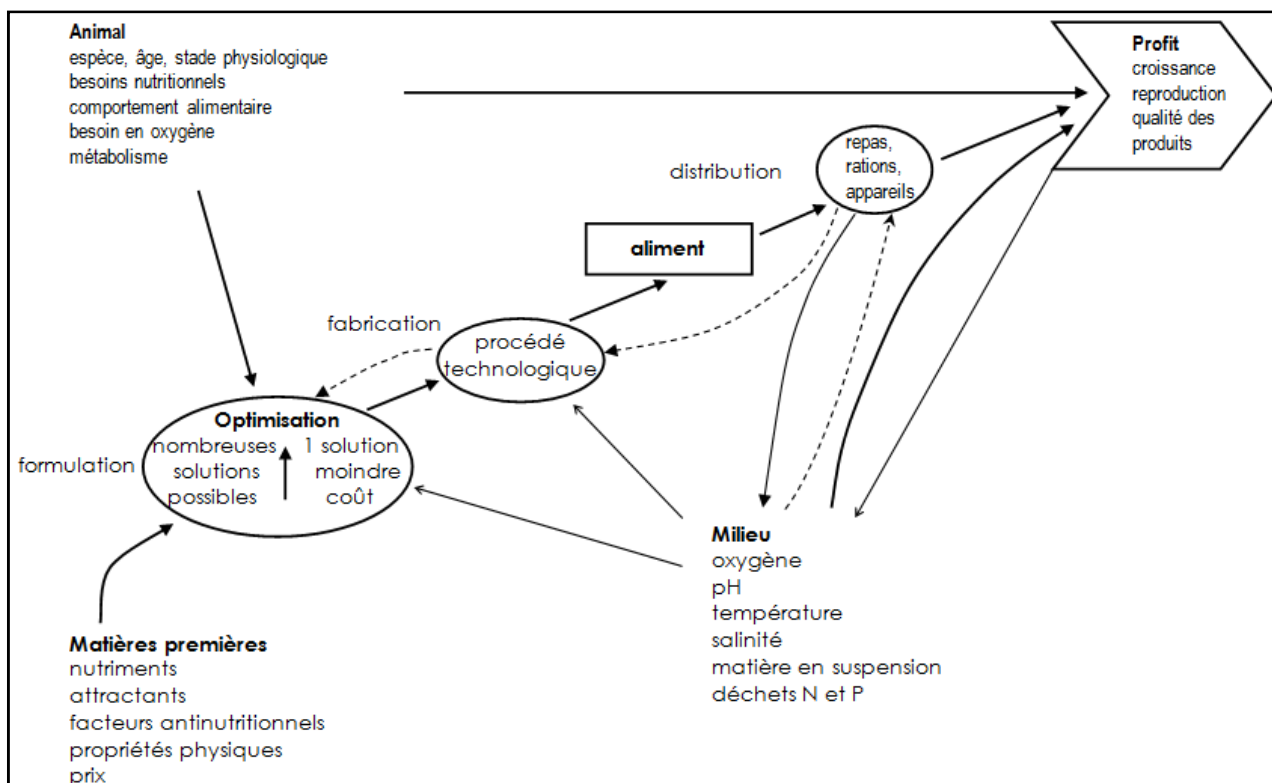 Animal
espèce, âge, stade physiologique
besoins nutritionnels
comportement alimentaire
besoin en oxygène
métabolisme
Profit
croissance
reproduction
qualité des
produits
distribution
repas,
rations,
appareils
aliment
fabrication
procédé
technologique
formulation
Optimisation
nombreuses
solutions
possibles
1 solution
moindre
coût
Milieu
oxygène
pH
température
salinité
matière en suspension
déchets N et P
Matières premières
nutriments
attractants
facteurs antinutritionnels
propriétés physiques
prix